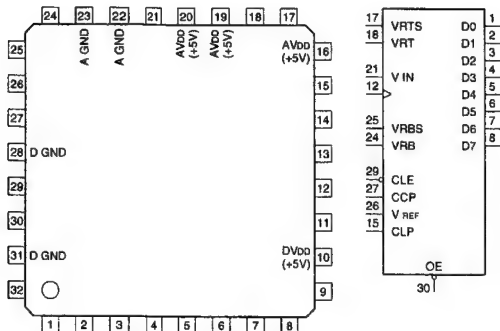 24 23 22 21 20 19 18 17
A GND A GND AVDD (+5V) AVDD (+5V)
25 AVDD (+5V) 16
26 15
27 14
28 D GND 13
29 12
30 11
31 D GND DVDD (+5V) 10
32 9
1 2 3 4 5 6 7 8
17 VRTS D0 1
18 VRT D1 2
D2 3
21 V IN D3 4
12 D4 5
D5 6
25 VRBS D6 7
24 VRB D7 8
29 CLE
27 CCP
26 V REF
15 CLP
OE
30